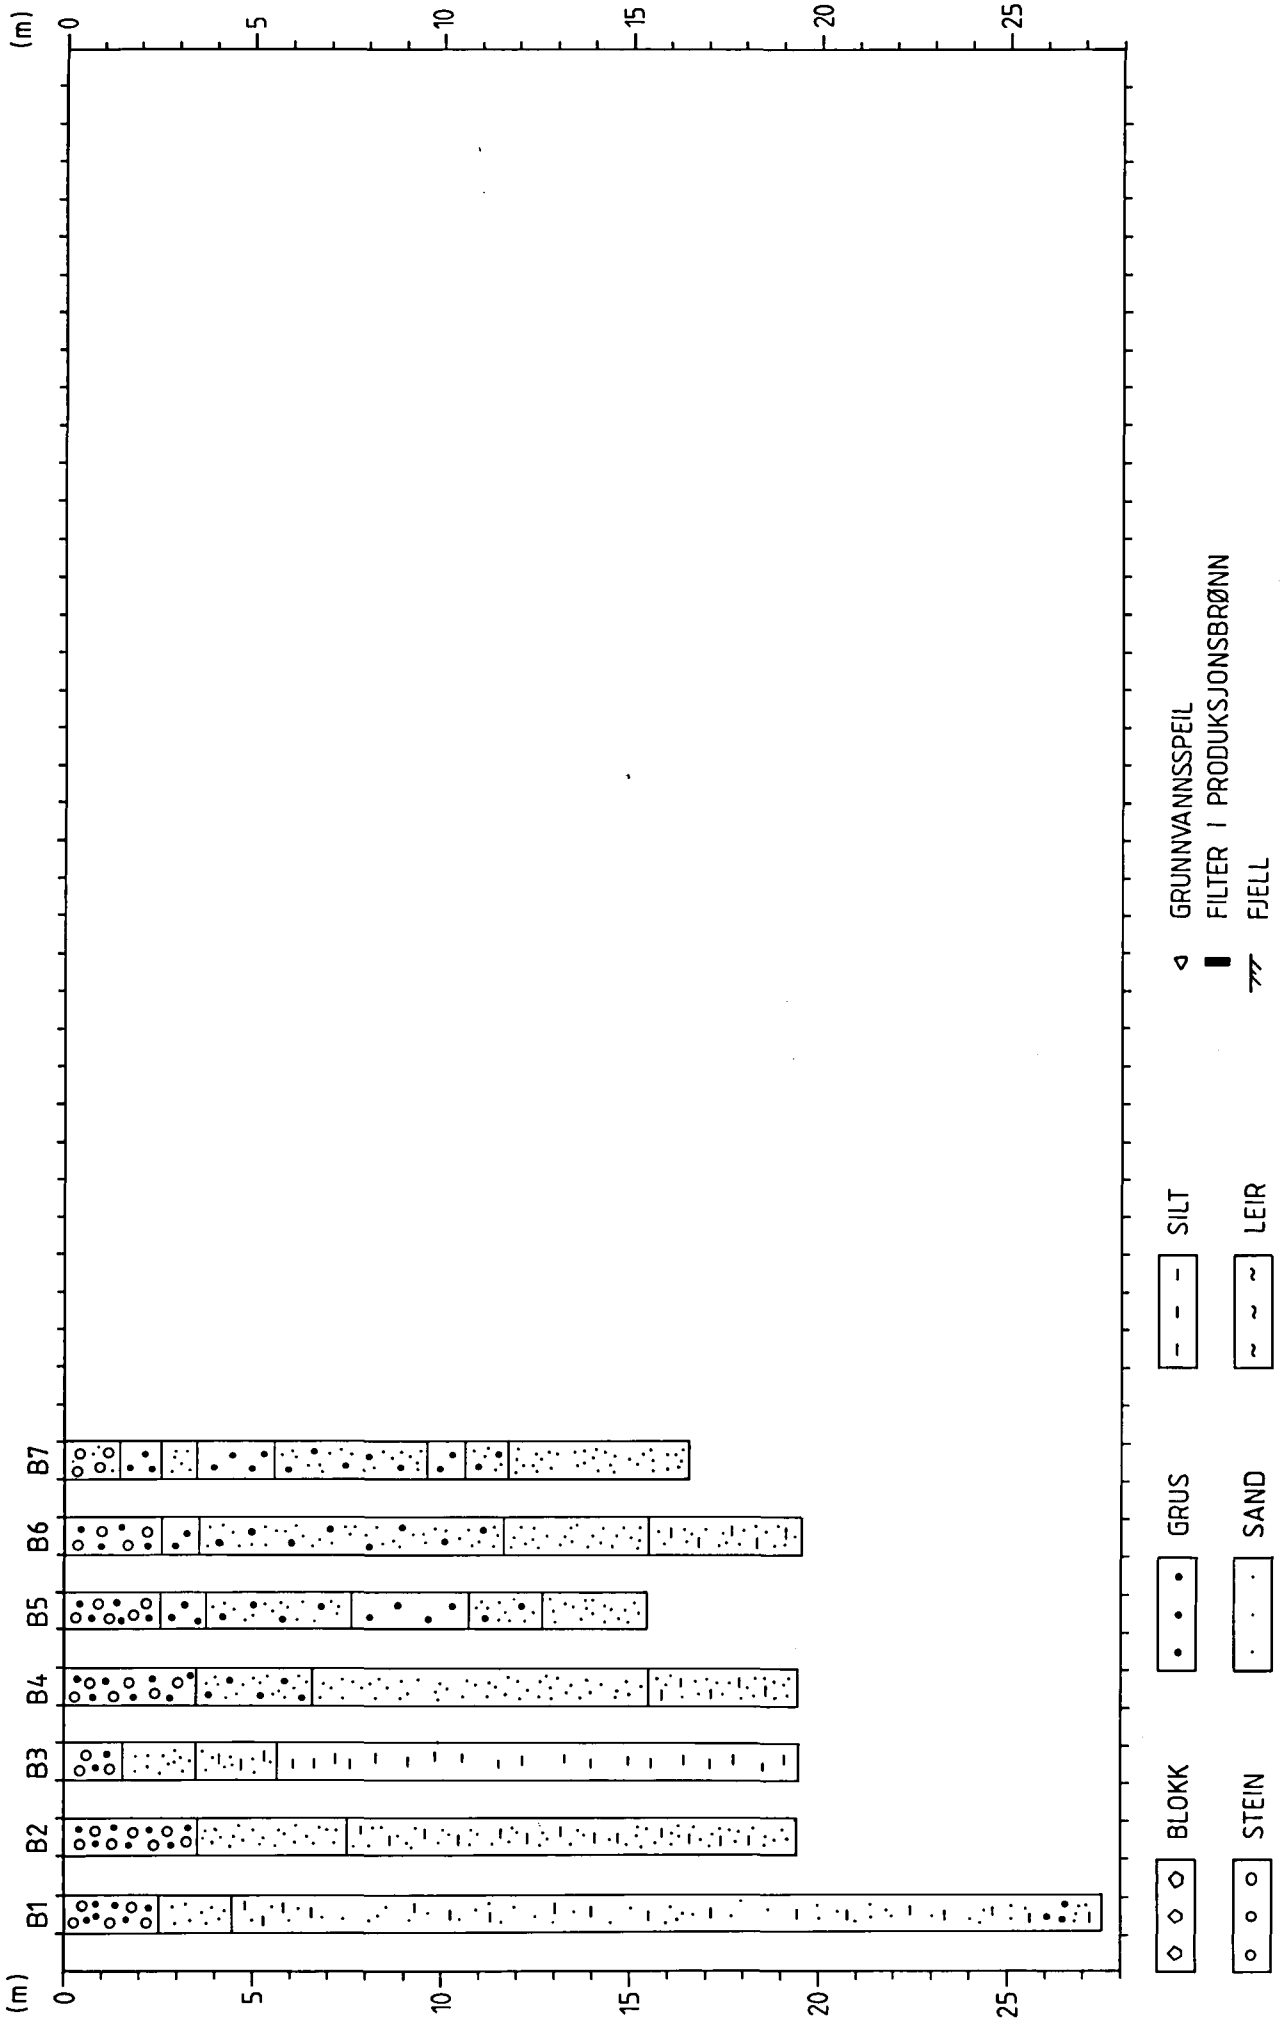 (m) (m)
B1 B2 B3 B4 B5 B6 B7
0 0
5 5
10 10
15 15
20 20
25 25
BLOKK GRUS SILT GRUNNVANNSSPEIL
FILTER I PRODUKSJONSBRØNN
STEIN SAND LEIR FJELL